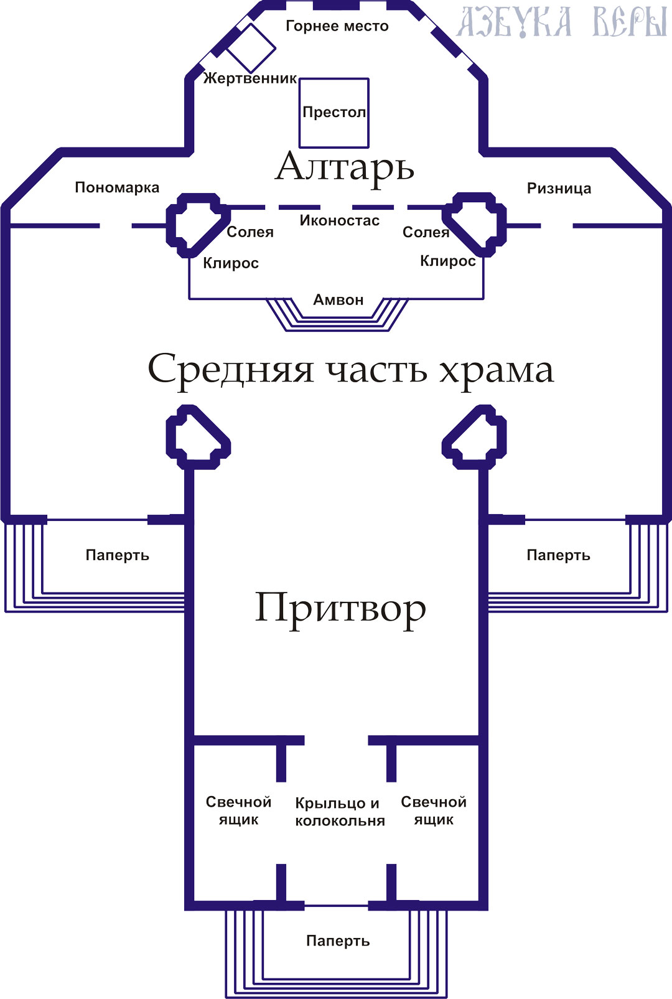 АЗБУКА ВЕРЫ
Горнее место
Жертвенник
Престол
Алтарь
Пономарка
Ризница
Иконостас
Солея
Солея
Клирос
Клирос
Амвон
Средняя часть храма
Паперть
Паперть
Притвор
Свечной
ящик
Крыльцо и
колокольня
Свечной
ящик
Паперть